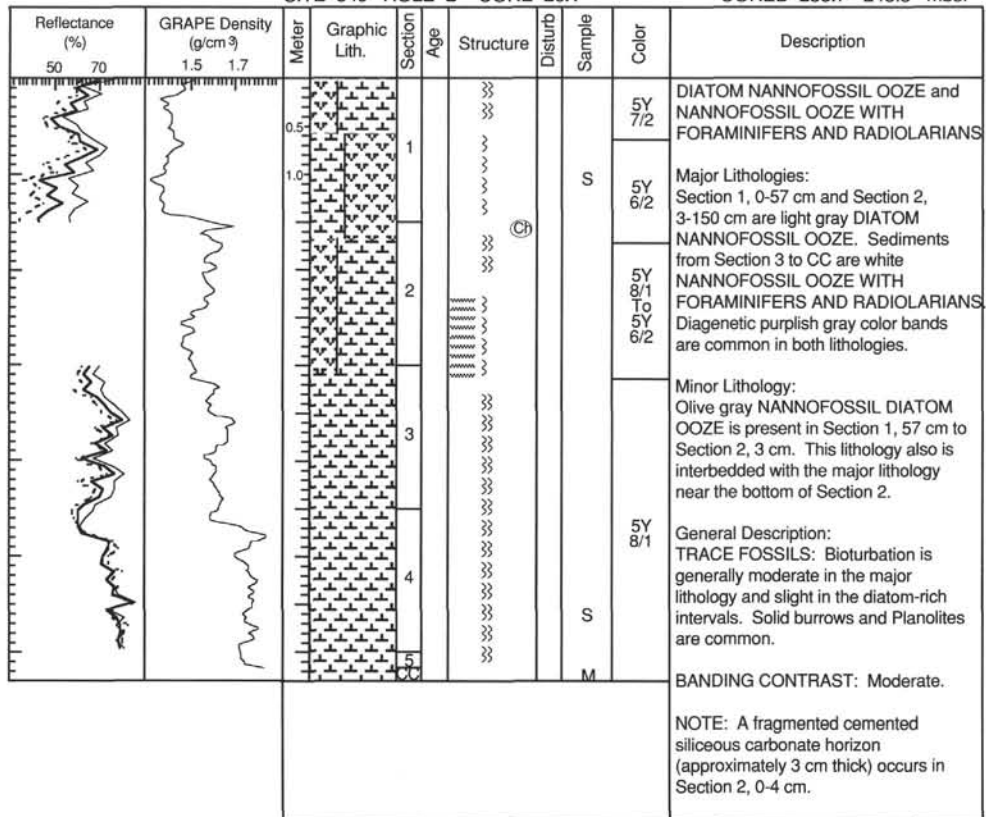 Reflectance
(%)
50 70
GRAPE Density
(g/cm³)
1.5 1.7
Meter
Graphic
Lith.
Section
Age
Structure
Disturb
Sample
Color
Description
0.5
1.0
1
2
3
4
5
CC
Ch
S
S
M
5Y
7/2
5Y
6/2
5Y
8/1
To
5Y
6/2
5Y
8/1
DIATOM NANNOFOSSIL OOZE and
NANNOFOSSIL OOZE WITH
FORAMINIFERS AND RADIOLARIANS
Major Lithologies:
Section 1, 0-57 cm and Section 2,
3-150 cm are light gray DIATOM
NANNOFOSSIL OOZE. Sediments
from Section 3 to CC are white
NANNOFOSSIL OOZE WITH
FORAMINIFERS AND RADIOLARIANS.
Diagenetic purplish gray color bands
are common in both lithologies.
Minor Lithology:
Olive gray NANNOFOSSIL DIATOM
OOZE is present in Section 1, 57 cm to
Section 2, 3 cm. This lithology also is
interbedded with the major lithology
near the bottom of Section 2.
General Description:
TRACE FOSSILS: Bioturbation is
generally moderate in the major
lithology and slight in the diatom-rich
intervals. Solid burrows and Planolites
are common.
BANDING CONTRAST: Moderate.
NOTE: A fragmented cemented
siliceous carbonate horizon
(approximately 3 cm thick) occurs in
Section 2, 0-4 cm.